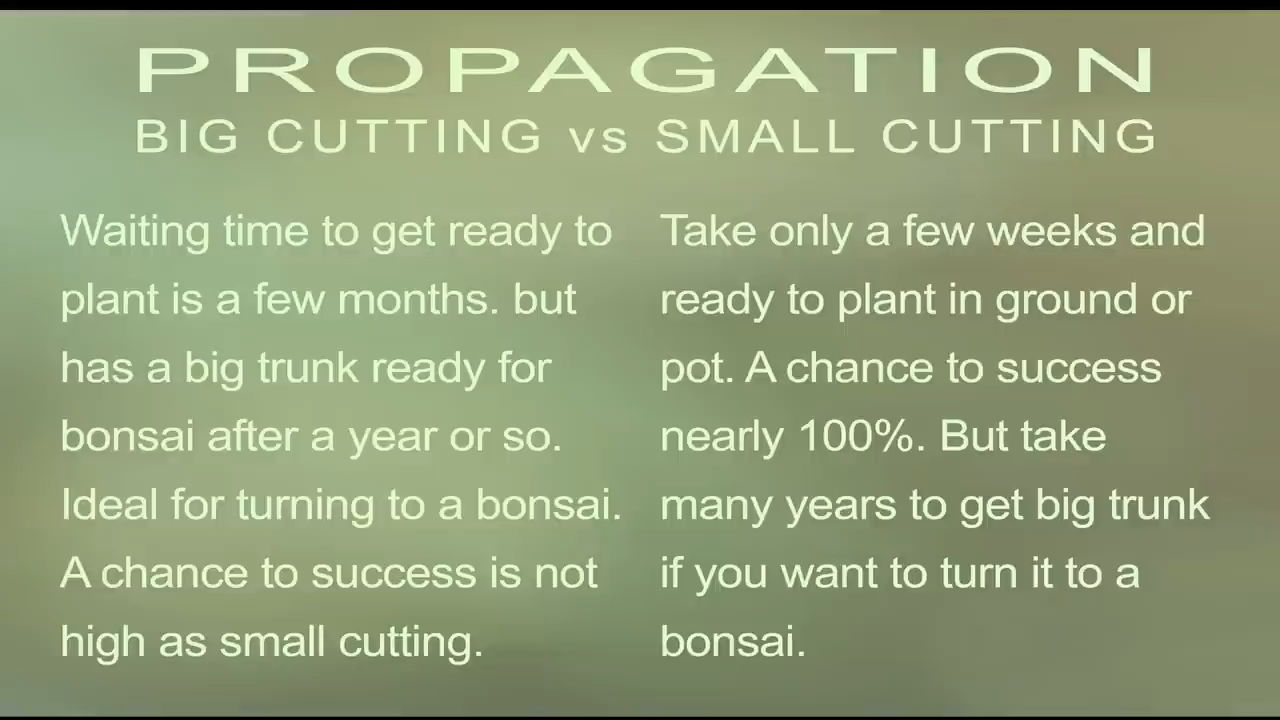 PROPAGATION
BIG CUTTING vs SMALL CUTTING
Waiting time to get ready to
plant is a few months. but
has a big trunk ready for
bonsai after a year or so.
Ideal for turning to a bonsai.
A chance to success is not
high as small cutting.
Take only a few weeks and
ready to plant in ground or
pot. A chance to success
nearly 100%. But take
many years to get big trunk
if you want to turn it to a
bonsai.